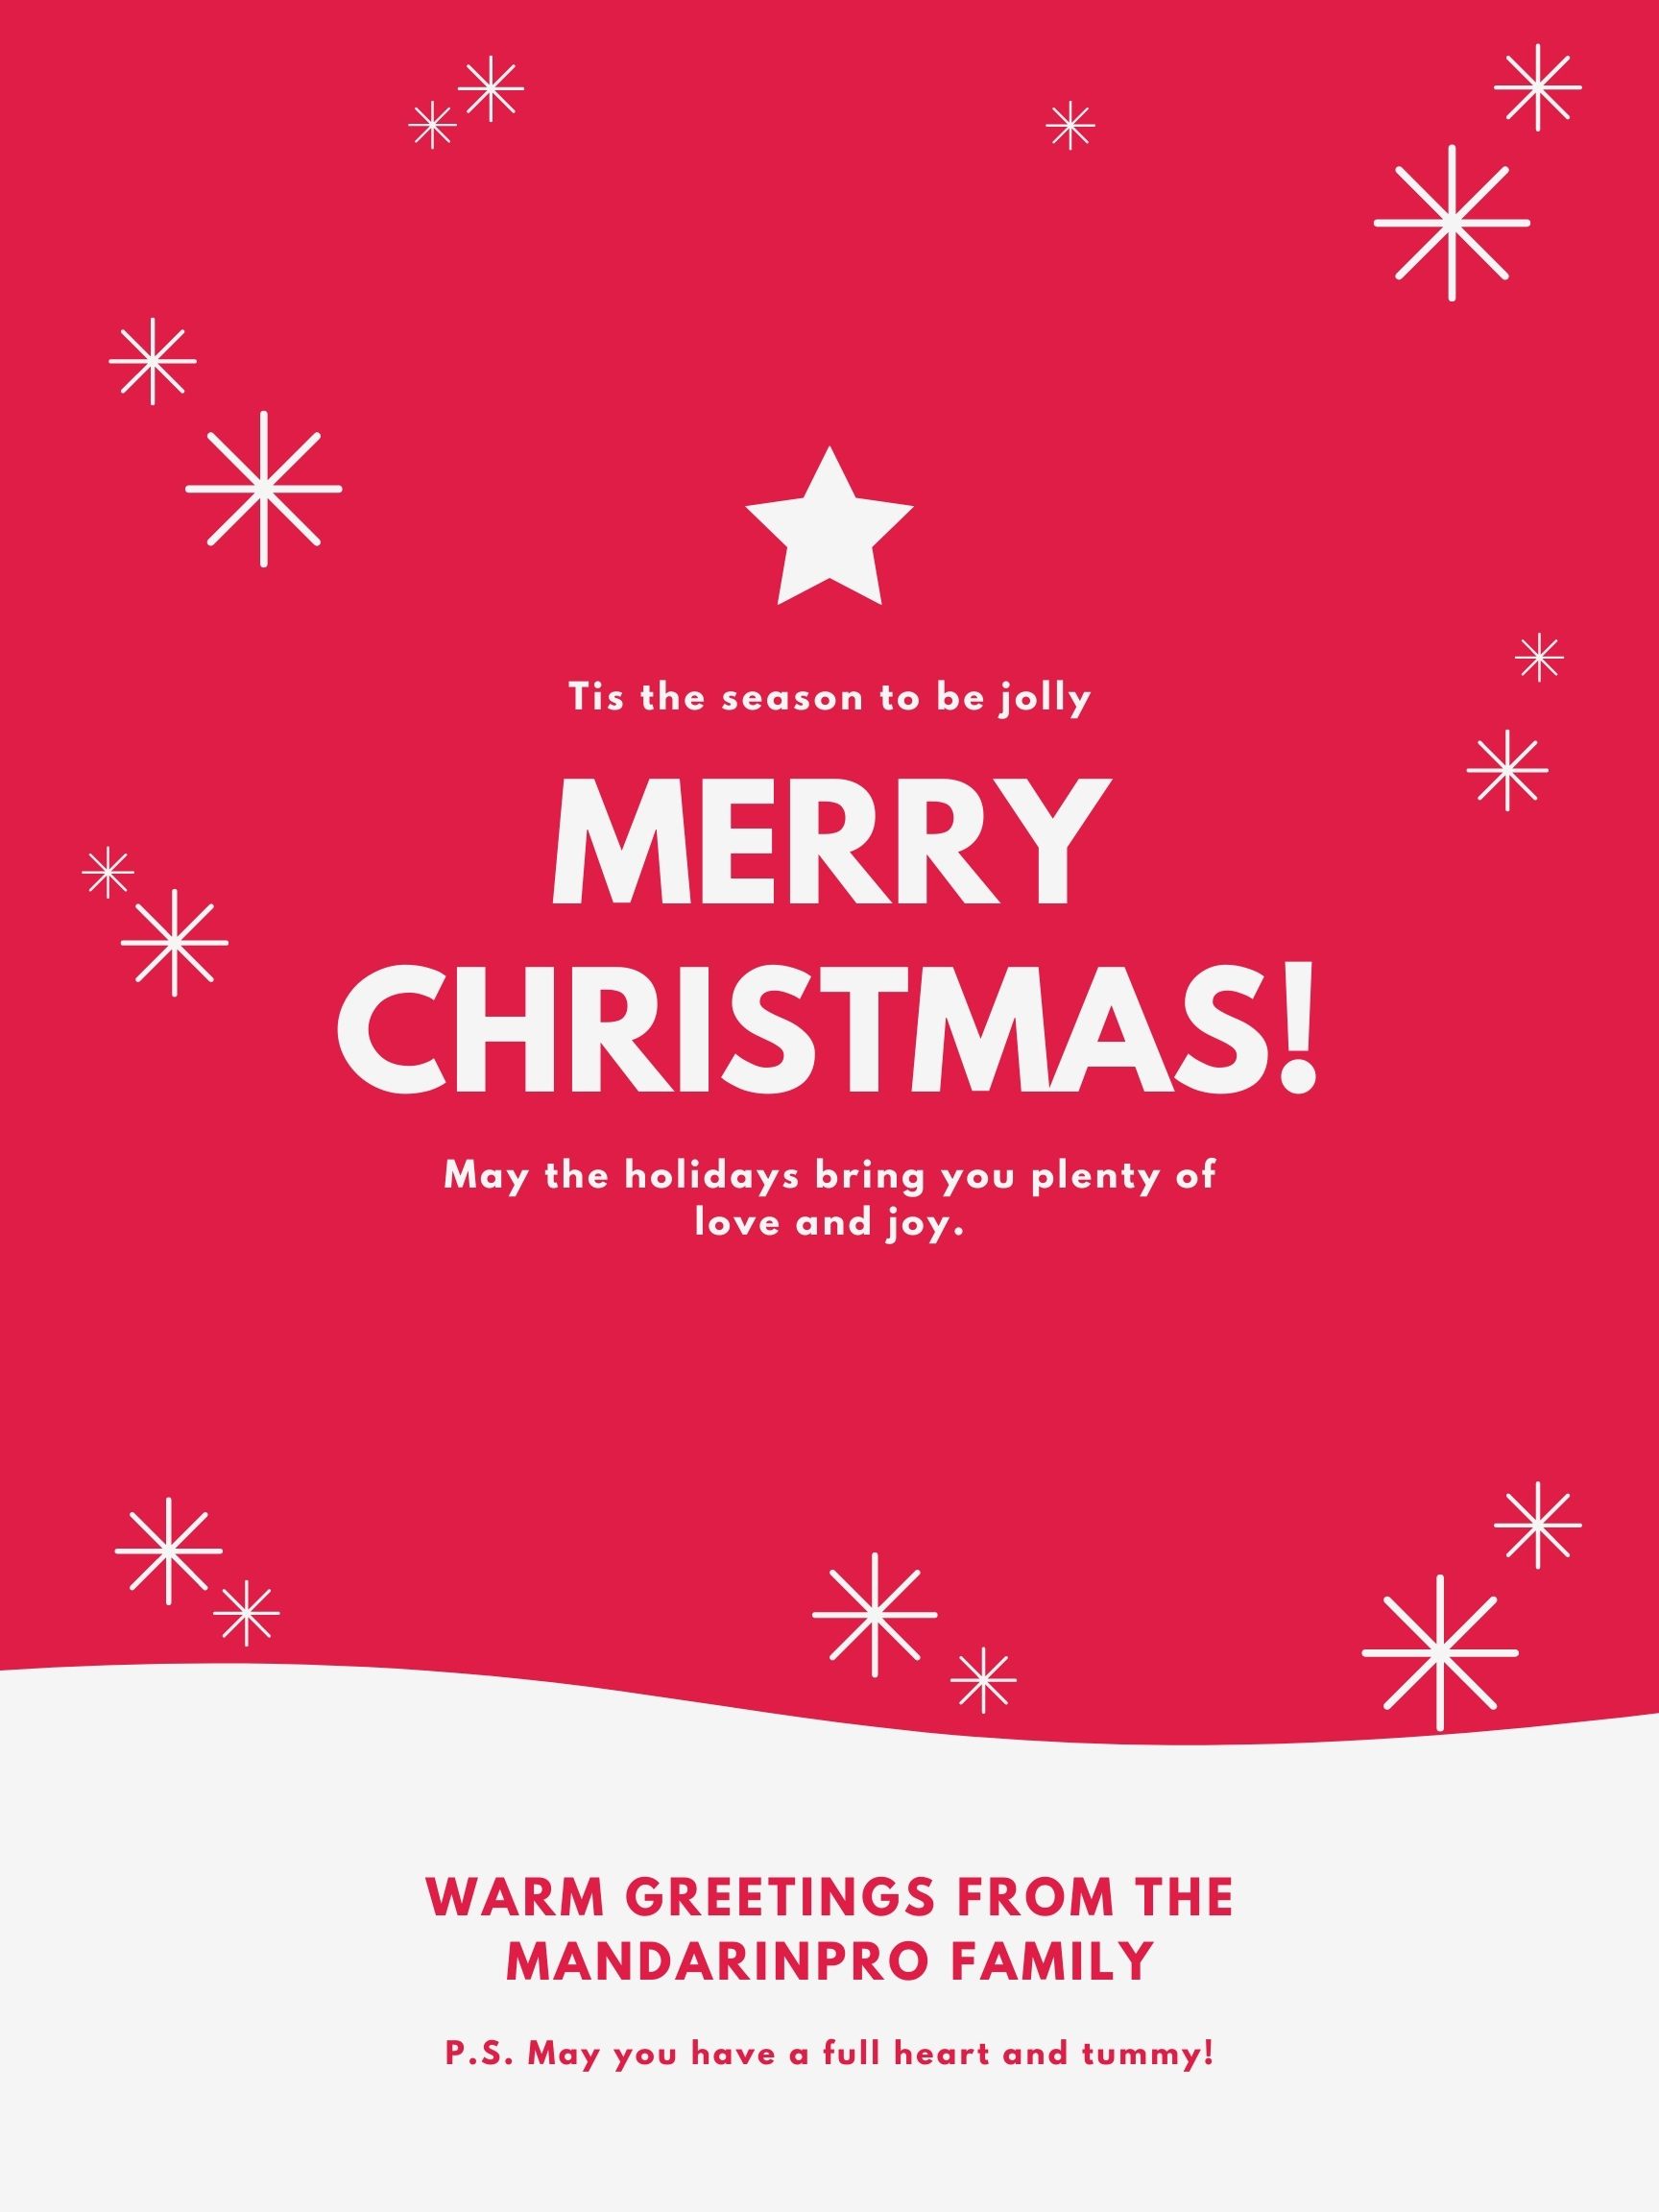 Tis the season to be jolly
MERRY
CHRISTMAS!
May the holidays bring you plenty of
love and joy.
WARM GREETINGS FROM THE
MANDARINPRO FAMILY
P.S. May you have a full heart and tummy!